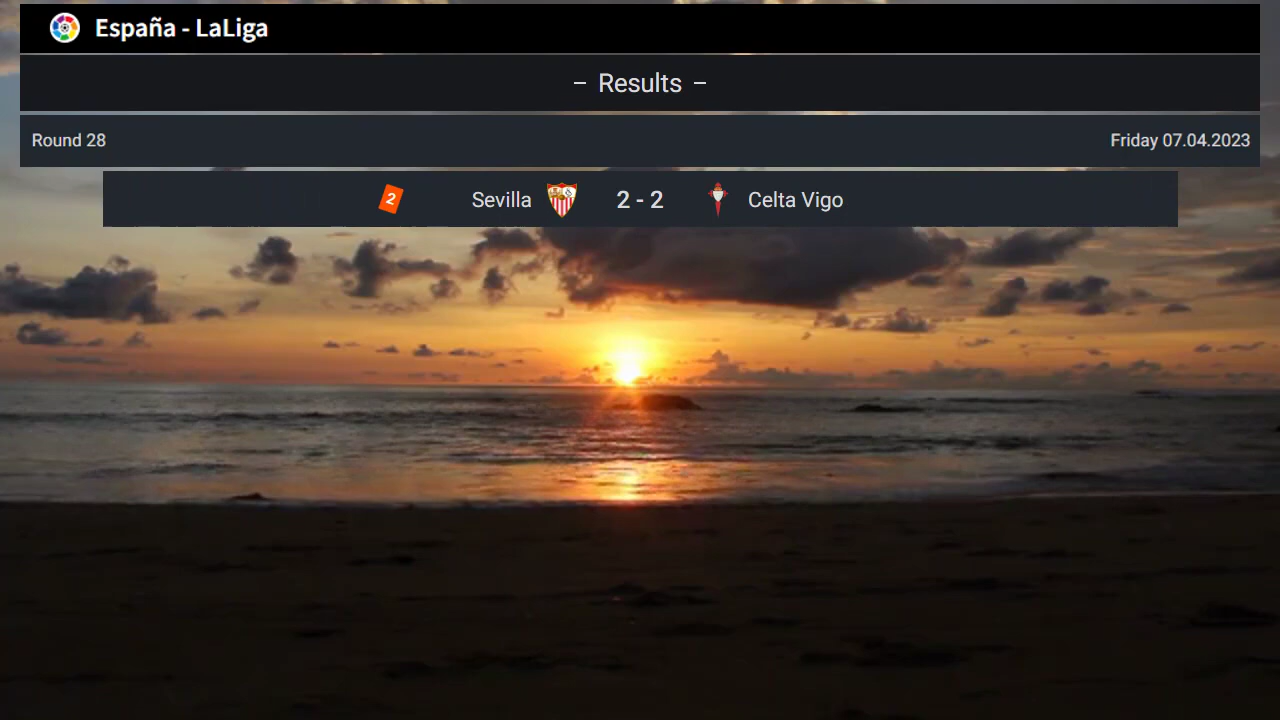 España - LaLiga
– Results –
Round 28 Friday 07.04.2023
2 Sevilla 2 - 2 Celta Vigo